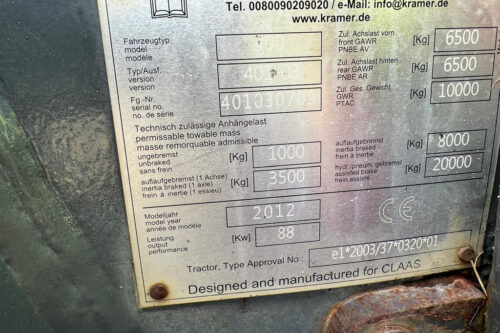 Tel. 0080090209020 / e-Mail: info@kramer.de
www.kramer.de
Fahrzeugtyp
model
modèle
Zul. Achslast vorn
front GAWR
PNBE AV
[Kg] 6500
Typ/Ausf.
version
version
Zul. Achslast hinten
rear GAWR
PNBE AR
[Kg] 6500
Fg.-Nr.
serial no.
no. de série
Zul. Ges. Gewicht
GWR
PTAC
[Kg] 10000
Technisch zulässige Anhängelast
permissable towable mass
masse remorquable admissible
ungebremst
unbraked
sans frein
[Kg] 1000
auflaufgebremst
inertia braked
frein a inertie
[Kg] 8000
auflaufgebremst (1 Achse)
inertia braked (1 axle)
frein à inertie (1 essieu)
[Kg] 3500
hydr./pneum. gebremst
assisted brake
frein assisté
[Kg] 20000
Modelljahr
model year
année de modèle
2012
CE
Leistung
output
performance
[Kw] 88
Tractor, Type Approval No : e1*2003/37*0320*01
Designed and manufactured for CLAAS